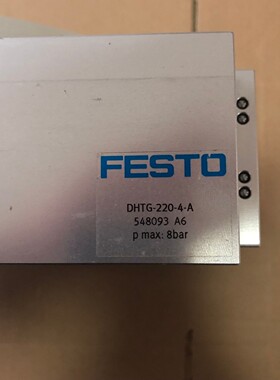 FESTO
DHTG-220-4-A
548093 A6
p max: 8bar